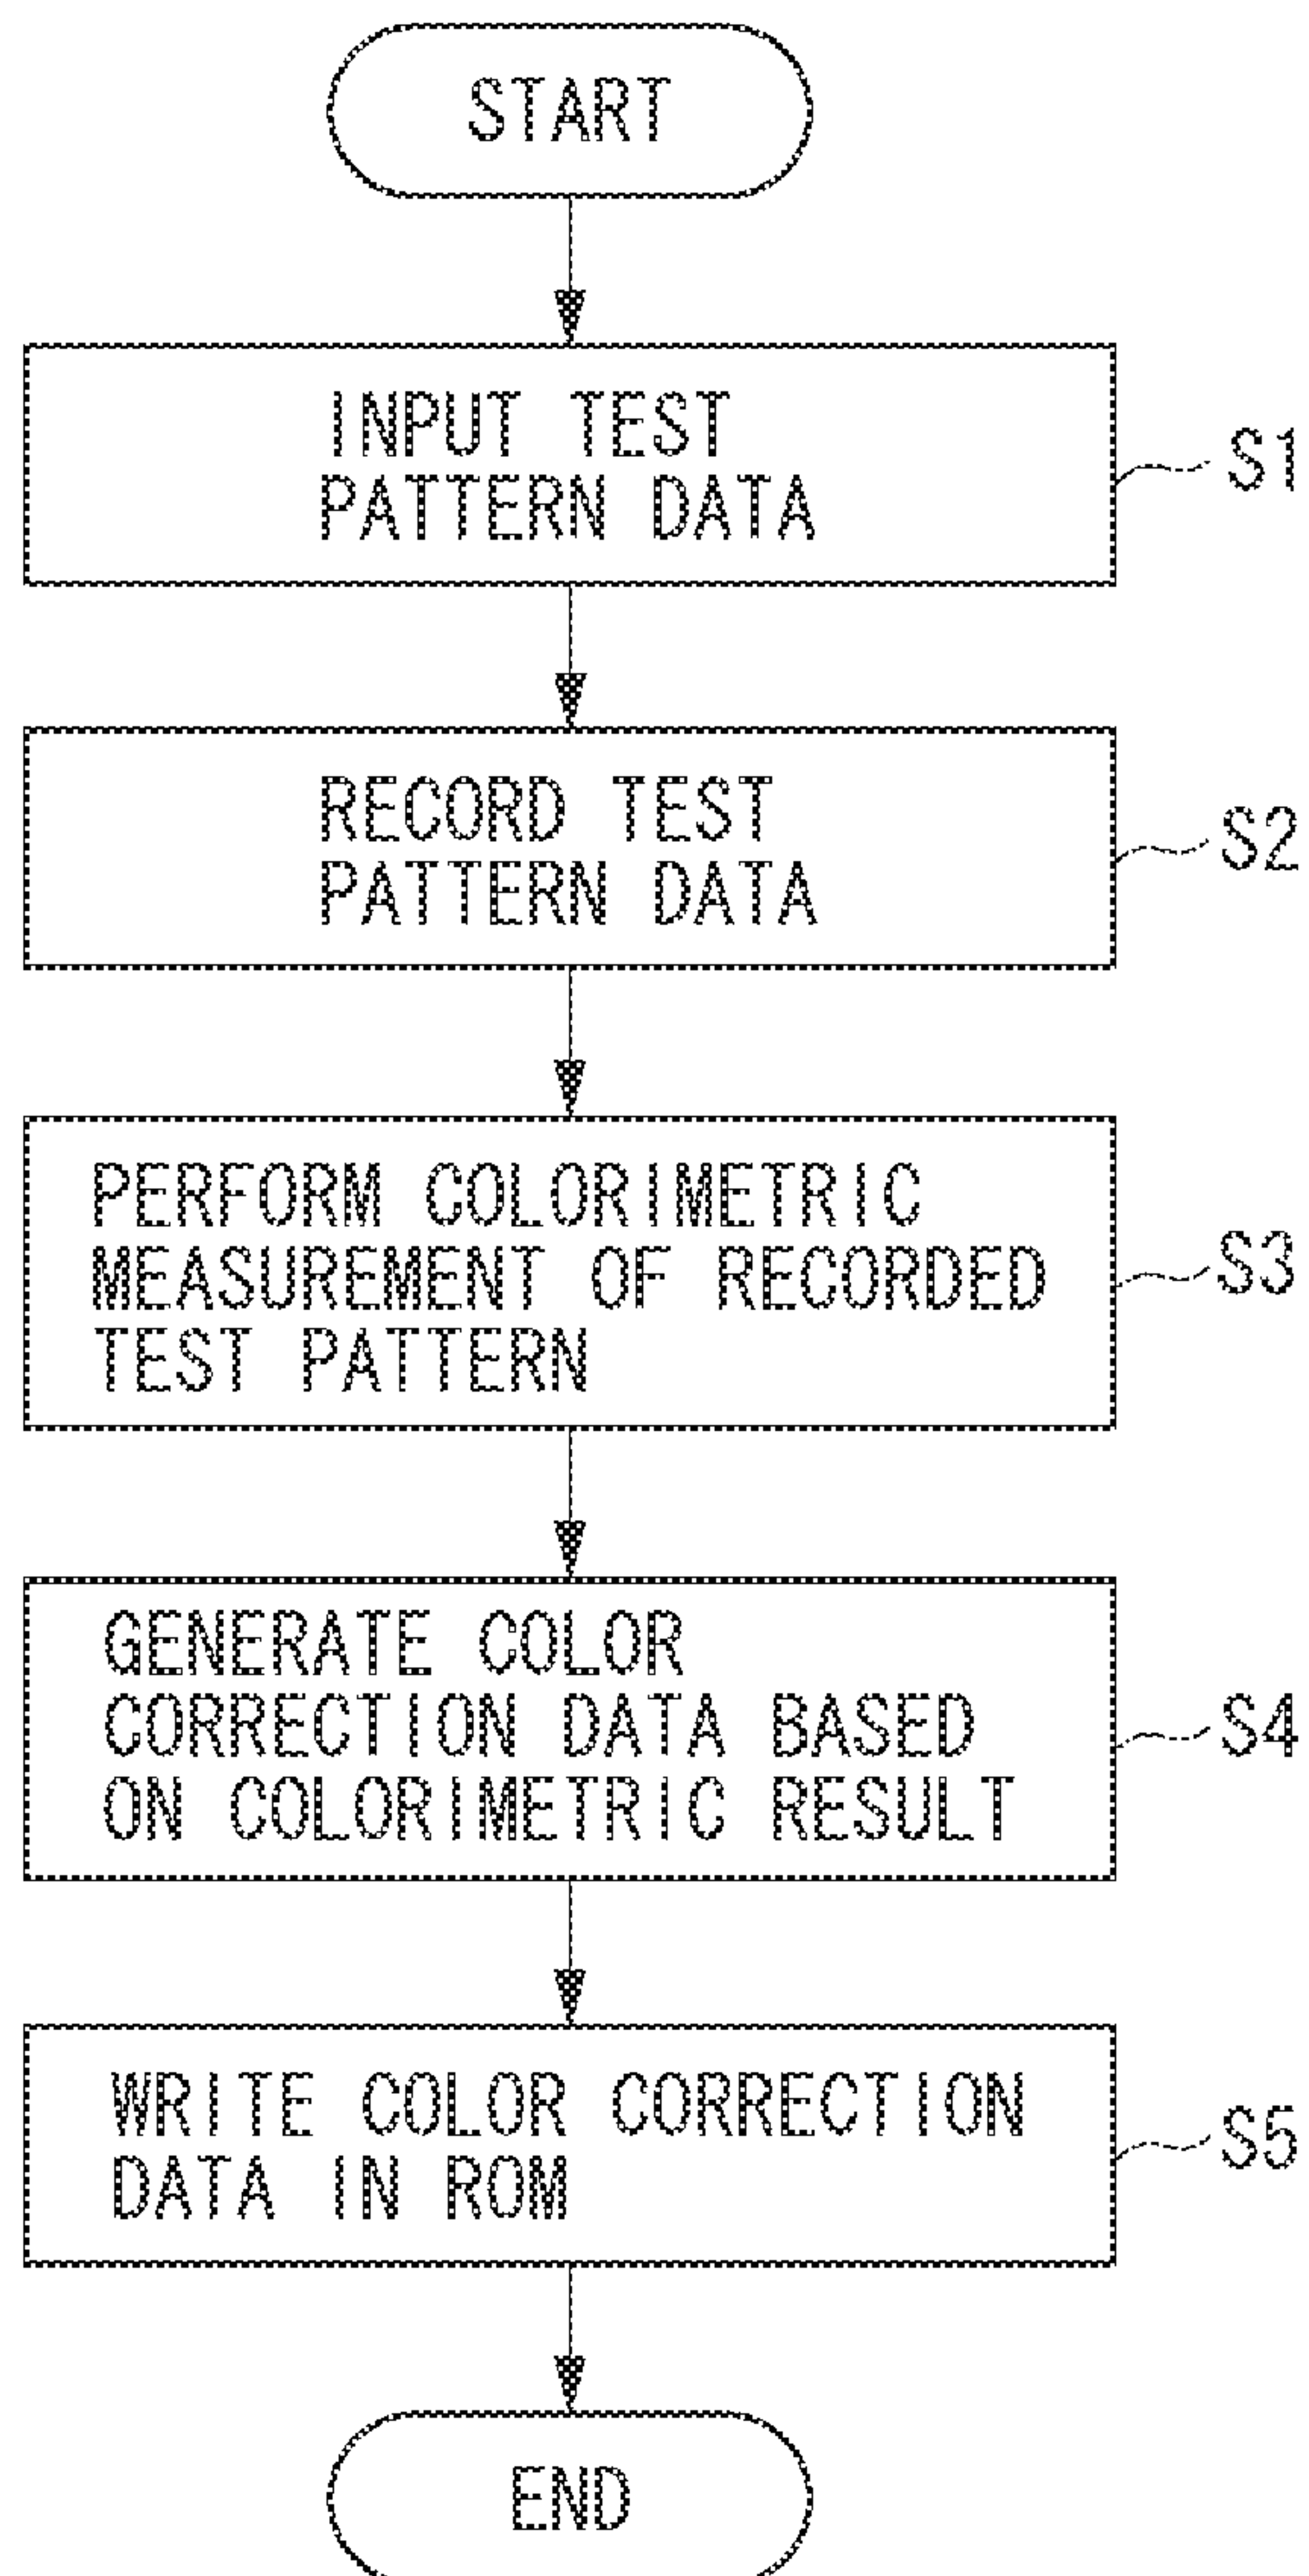 START
INPUT TEST
PATTERN DATA
S1
RECORD TEST
PATTERN DATA
S2
PERFORM COLORIMETRIC
MEASUREMENT OF RECORDED
TEST PATTERN
S3
GENERATE COLOR
CORRECTION DATA BASED
ON COLORIMETRIC RESULT
S4
WRITE COLOR CORRECTION
DATA IN ROM
S5
END